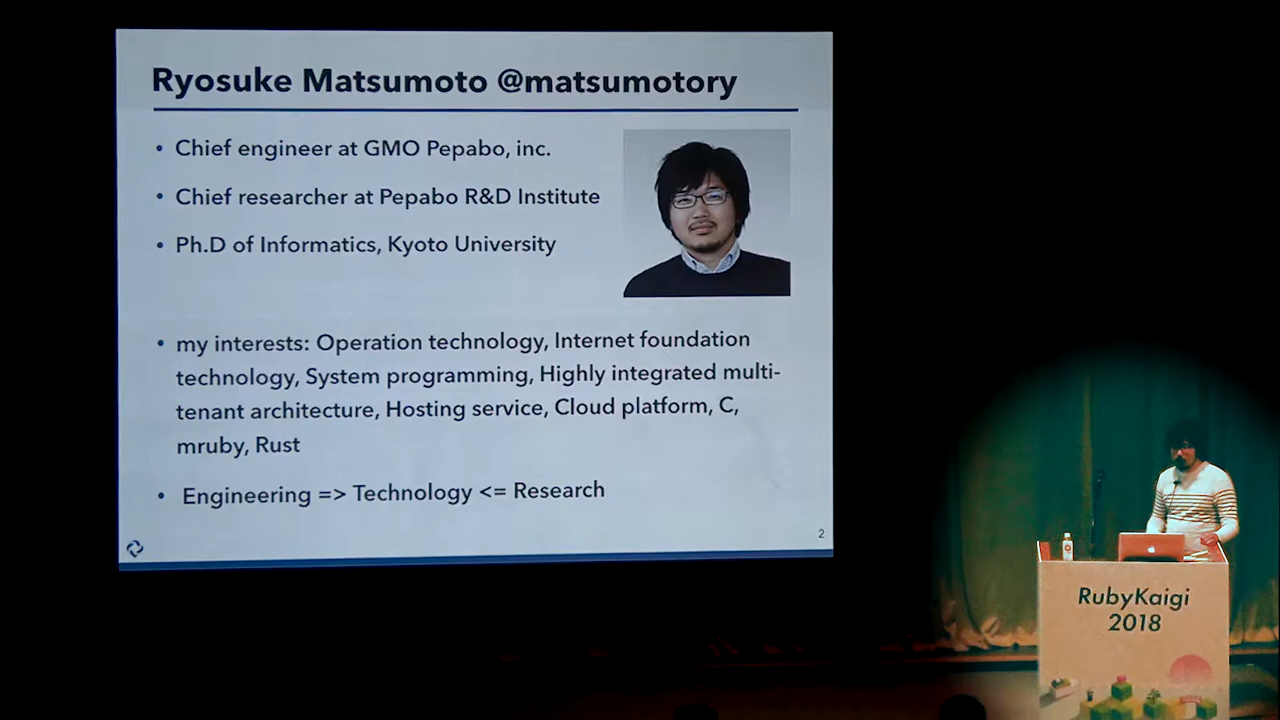 Ryosuke Matsumoto @matsumotory
• Chief engineer at GMO Pepabo, inc.
• Chief researcher at Pepabo R&D Institute
• Ph.D of Informatics, Kyoto University
• my interests: Operation technology, Internet foundation
technology, System programming, Highly integrated multi-
tenant architecture, Hosting service, Cloud platform, C,
mruby, Rust
• Engineering => Technology <= Research
2
RubyKaigi
2018